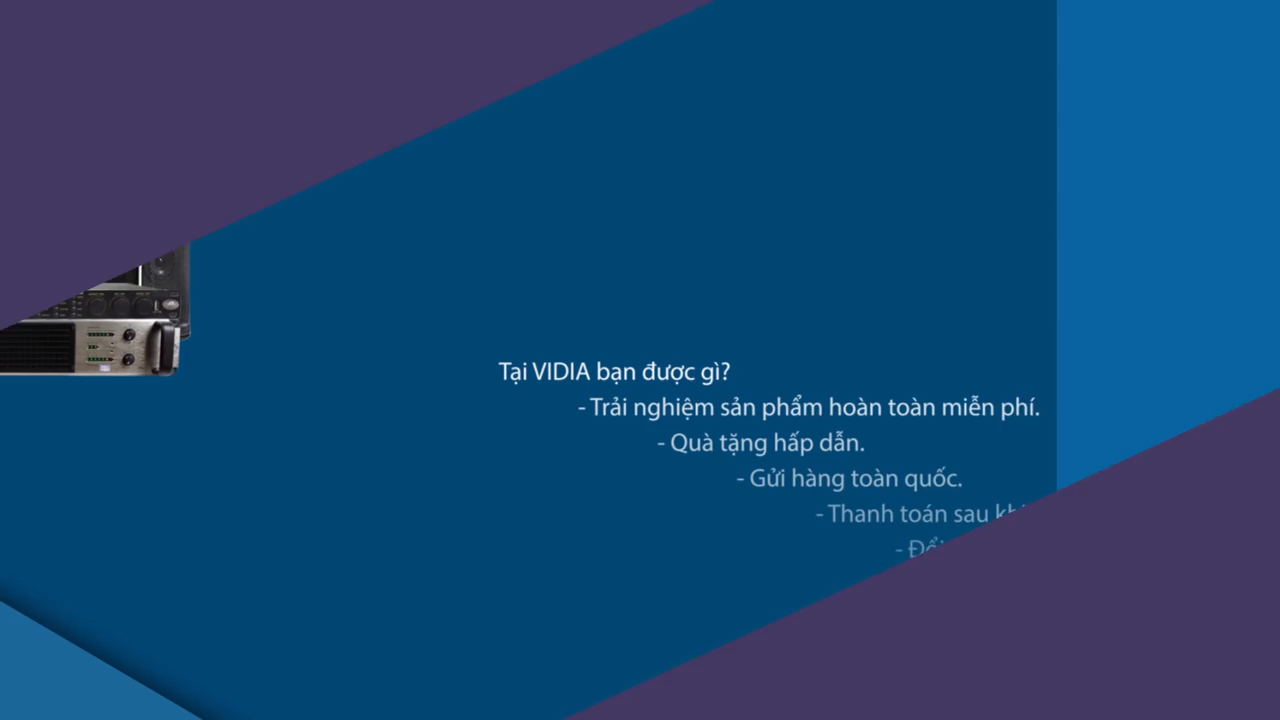 Tại VIDIA bạn được gì?
- Trải nghiệm sản phẩm hoàn toàn miễn phí.
- Quà tặng hấp dẫn.
- Gửi hàng toàn quốc.
- Thanh toán sau
- Đổi